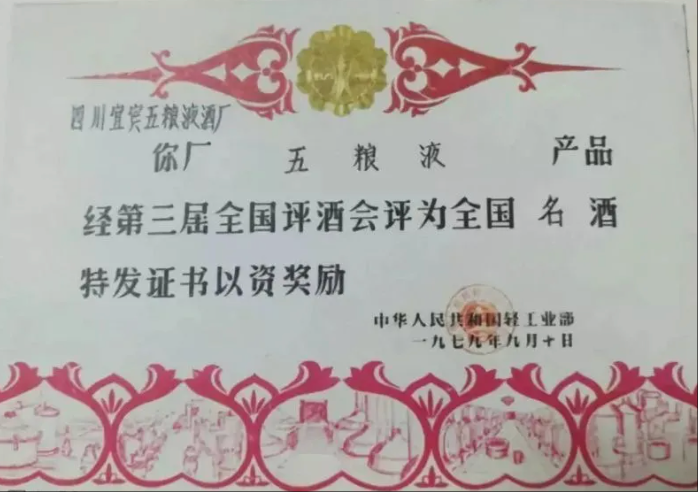 四川宜宾五粮液酒厂
你厂 五粮液 产品
经第三届全国评酒会评为全国名酒
特发证书以资奖励
中华人民共和国轻工业部
一九七九年九月十日